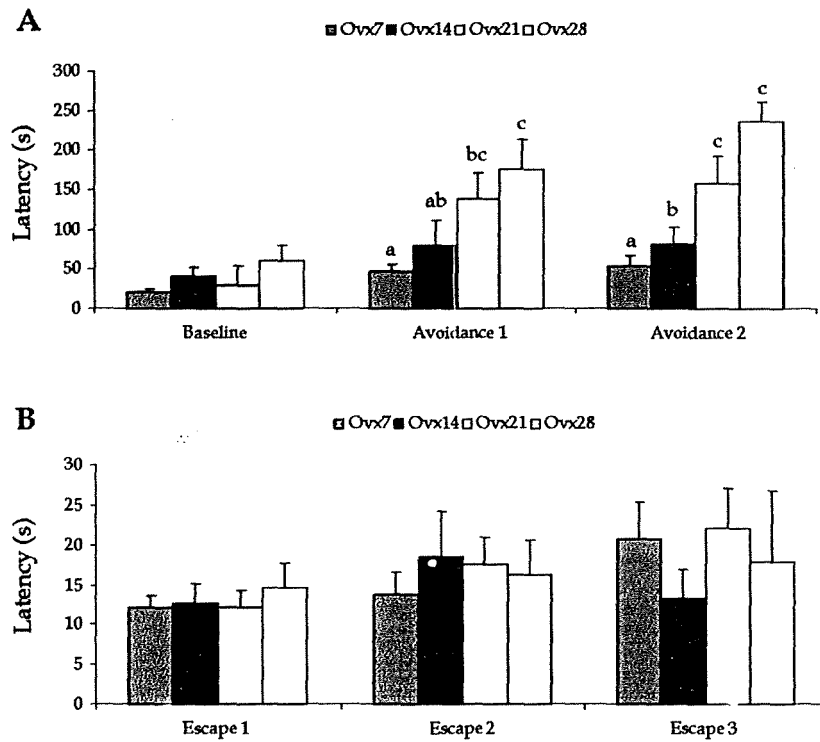 A
Ovx7 Ovx14 Ovx21 Ovx28
Latency (s)
300
250
200
150
100
50
0
a
ab
bc
c
a
b
c
c
Baseline Avoidance 1 Avoidance 2
B
Ovx7 Ovx14 Ovx21 Ovx28
Latency (s)
30
25
20
15
10
5
0
Escape 1 Escape 2 Escape 3